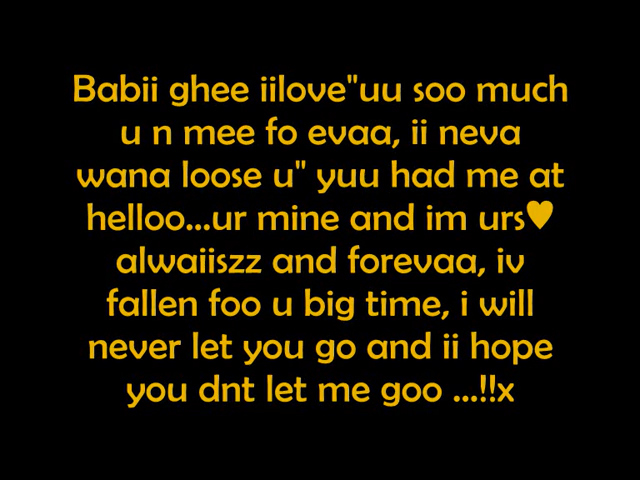 Babii ghee iilove"uu soo much
u n mee fo evaa, ii neva
wana loose u" yuu had me at
helloo...ur mine and im urs♥
alwaiiszz and forevaa, iv
fallen foo u big time, i will
never let you go and ii hope
you dnt let me goo ...!!x